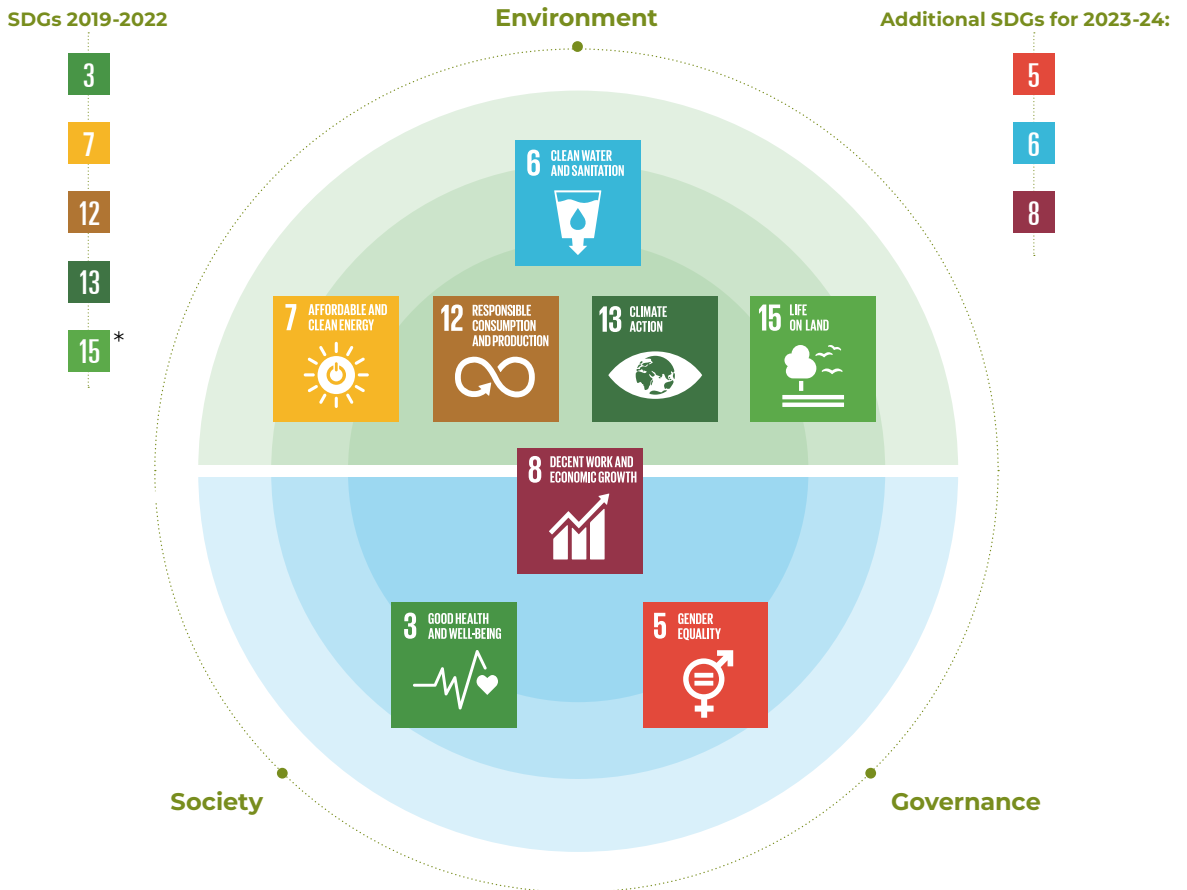 SDGs 2019-2022
3
7
12
13
15 *
Environment
Additional SDGs for 2023-24:
5
6
8
6 CLEAN WATER
AND SANITATION
7 AFFORDABLE AND
CLEAN ENERGY
12 RESPONSIBLE
CONSUMPTION
AND PRODUCTION
13 CLIMATE
ACTION
15 LIFE
ON LAND
8 DECENT WORK AND
ECONOMIC GROWTH
3 GOOD HEALTH
AND WELL-BEING
5 GENDER
EQUALITY
Society
Governance